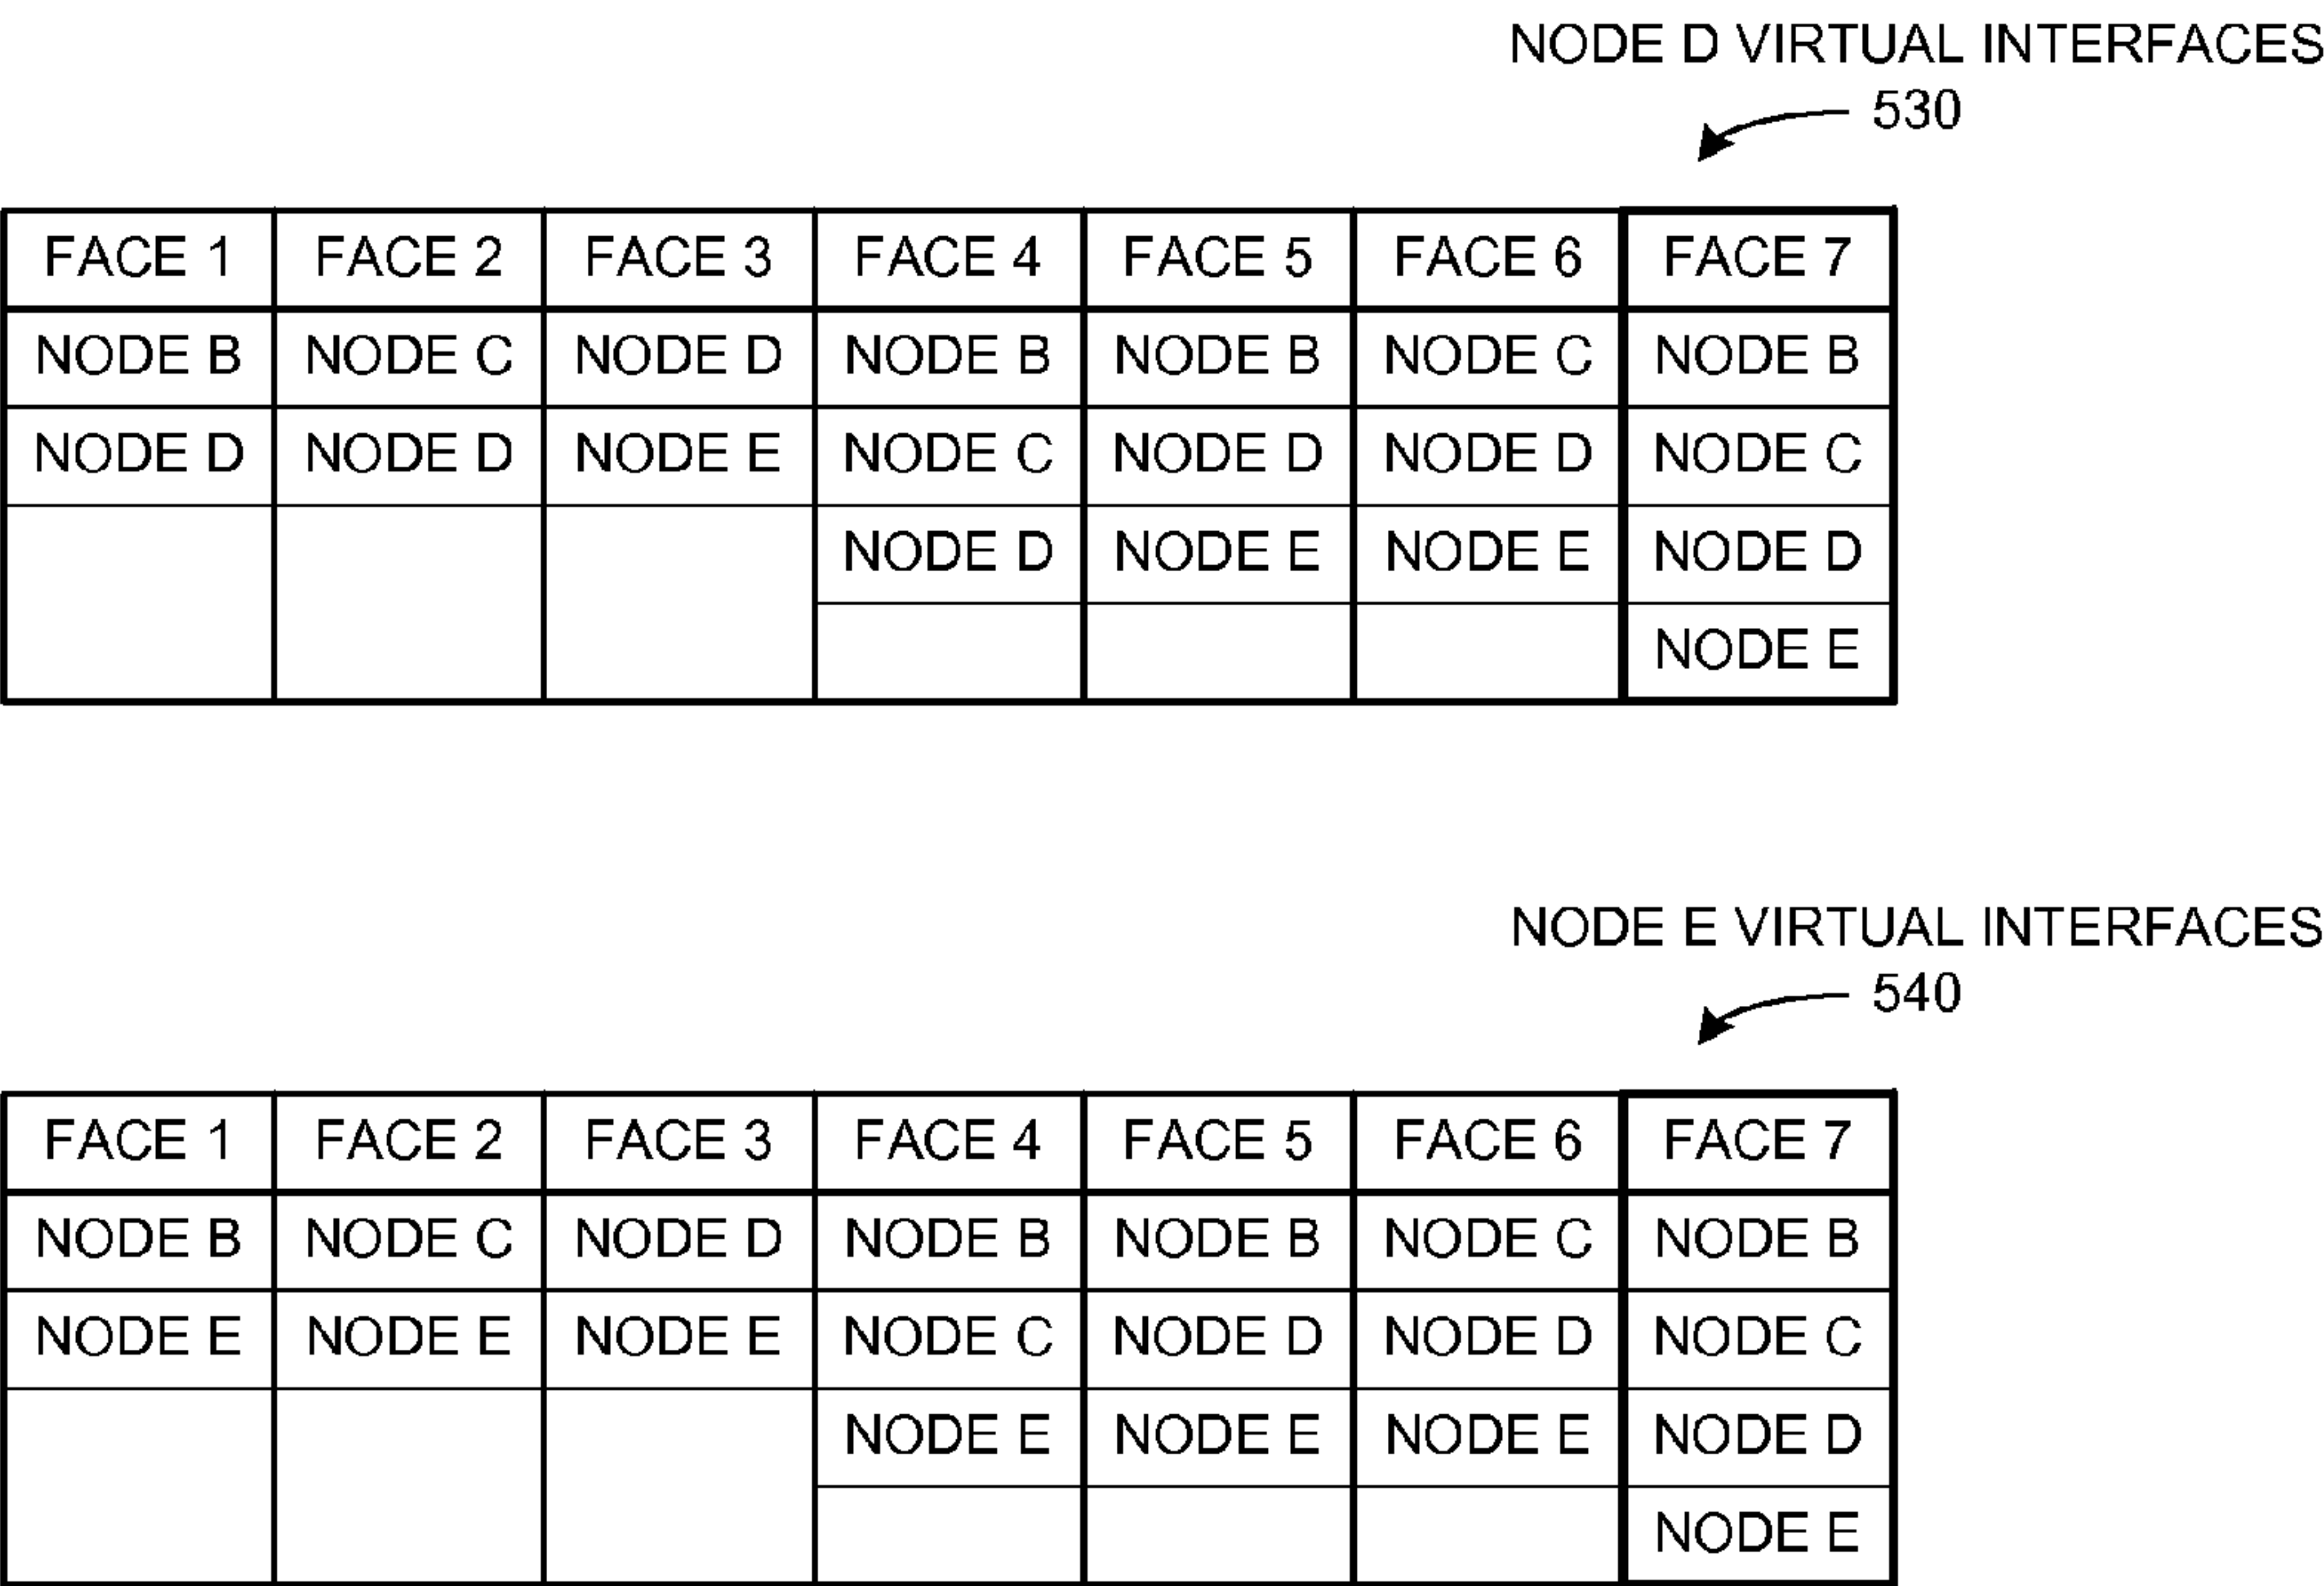 NODE D VIRTUAL INTERFACES
530
FACE 1 FACE 2 FACE 3 FACE 4 FACE 5 FACE 6 FACE 7
NODE B NODE C NODE D NODE B NODE B NODE C NODE B
NODE D NODE D NODE E NODE C NODE D NODE D NODE C
NODE D NODE E NODE E NODE D
NODE E
NODE E VIRTUAL INTERFACES
540
FACE 1 FACE 2 FACE 3 FACE 4 FACE 5 FACE 6 FACE 7
NODE B NODE C NODE D NODE B NODE B NODE C NODE B
NODE E NODE E NODE E NODE C NODE D NODE D NODE C
NODE E NODE E NODE E NODE D
NODE E